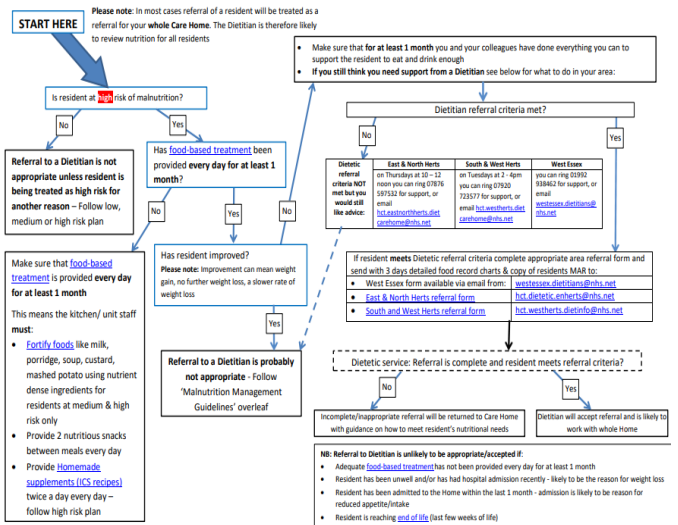 START HERE
Please note: In most cases referral of a resident will be treated as a
referral for your whole Care Home. The Dietitian is therefore likely
to review nutrition for all residents
Is resident at high risk of malnutrition?
No
Yes
Referral to a Dietitian is not
appropriate unless resident is
being treated as high risk for
another reason – Follow low,
medium or high risk plan
Has food-based treatment been
provided every day for at least 1
month?
No
Yes
Make sure that food-based
treatment is provided every day
for at least 1 month
This means the kitchen/ unit staff
must:
• Fortify foods like milk,
porridge, soup, custard,
mashed potato using nutrient
dense ingredients for
residents at medium & high
risk only
• Provide 2 nutritious snacks
between meals every day
• Provide Homemade
supplements (ICS recipes)
twice a day every day –
follow high risk plan
Has resident improved?
Please note: Improvement can mean weight
gain, no further weight loss, a slower rate of
weight loss
No
Yes
Referral to a Dietitian is probably
not appropriate - Follow
‘Malnutrition Management
Guidelines’ overleaf
• Make sure that for at least 1 month you and your colleagues have done everything you can to
support the resident to eat and drink enough
• If you still think you need support from a Dietitian see below for what to do in your area:
Dietitian referral criteria met?
No
Yes
Dietetic
referral
criteria NOT
met but you
would still
like advice:
East & North Herts
on Thursdays at 10 – 12
noon you can ring 07876
597532 for support, or
email
hct.eastnorthherts.diet
carehome@nhs.net
South & West Herts
on Tuesdays at 2 - 4pm
you can ring 07920
723577 for support, or
email hct.westherts.diet
carehome@nhs.net
West Essex
you can ring 01992
938462 for support, or
email
westessex.dietitians@
nhs.net
If resident meets Dietetic referral criteria complete appropriate area referral form and
send with 3 days detailed food record charts & copy of residents MAR to:
• West Essex form available via email from: westessex.dietitians@nhs.net
• East & North Herts referral form hct.dietetic.enherts@nhs.net
• South and West Herts referral form hct.westherts.dietinfo@nhs.net
Dietetic service: Referral is complete and resident meets referral criteria?
No
Yes
Incomplete/inappropriate referral will be returned to Care Home
with guidance on how to meet resident's nutritional needs
Dietitian will accept referral and is likely to
work with whole Home
NB: Referral to Dietitian is unlikely to be appropriate/accepted if:
• Adequate food-based treatment has not been provided every day for at least 1 month
• Resident has been unwell and/or has had hospital admission recently - likely to be the reason for weight loss
• Resident has been admitted to the Home within the last 1 month - admission is likely to be reason for
reduced appetite/intake
• Resident is reaching end of life (last few weeks of life)